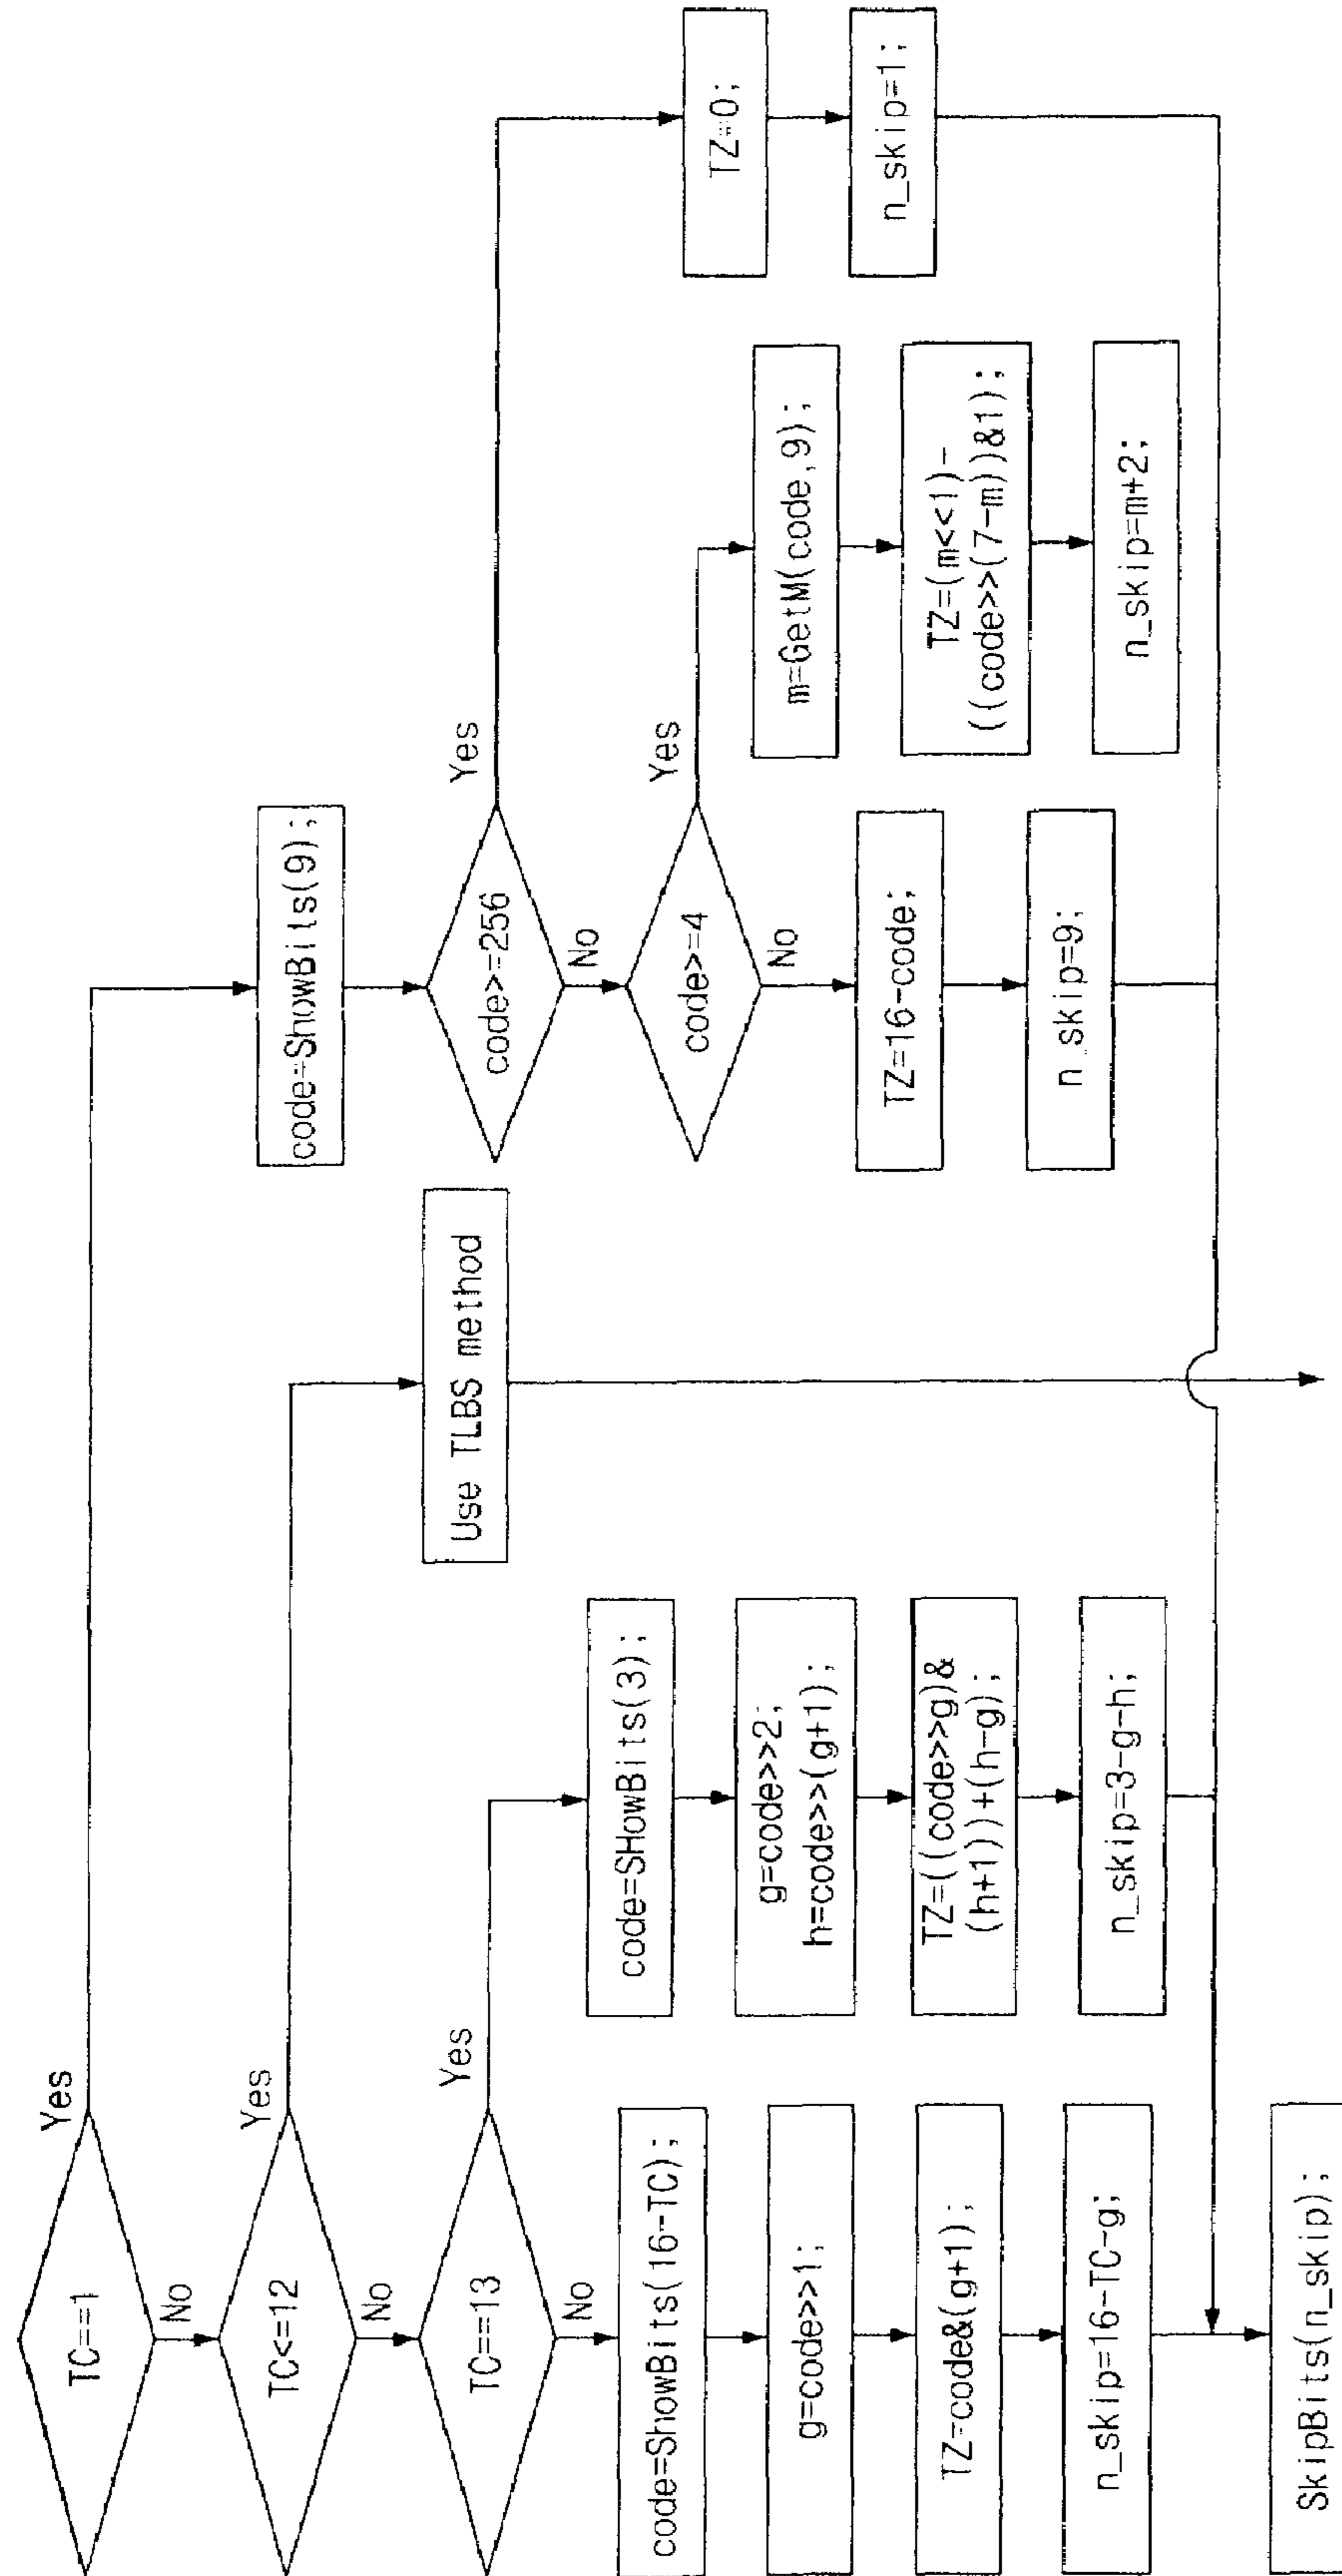 TC==1
Yes
No
TC<=12
Yes
No
TC==13
Yes
No
code=ShowBits(16-TC);
g=code>>1;
TZ=code&(g+1);
n_skip=16-TC-g;
SkipBits(n_skip);
code=SHowBits(3);
g=code>>2;
h=code>>(g+1);
TZ=((code>>g)&
(h+1))+(h-g);
n_skip=3-g-h;
Use TLBS method
code=ShowBits(9);
code>=256
Yes
No
code>=4
Yes
No
TZ=16-code;
n_skip=9;
m=GetM(code,9);
TZ=(m<<1)-
((code>>(7-m))&1);
n_skip=m+2;
TZ=0;
n_skip=1;